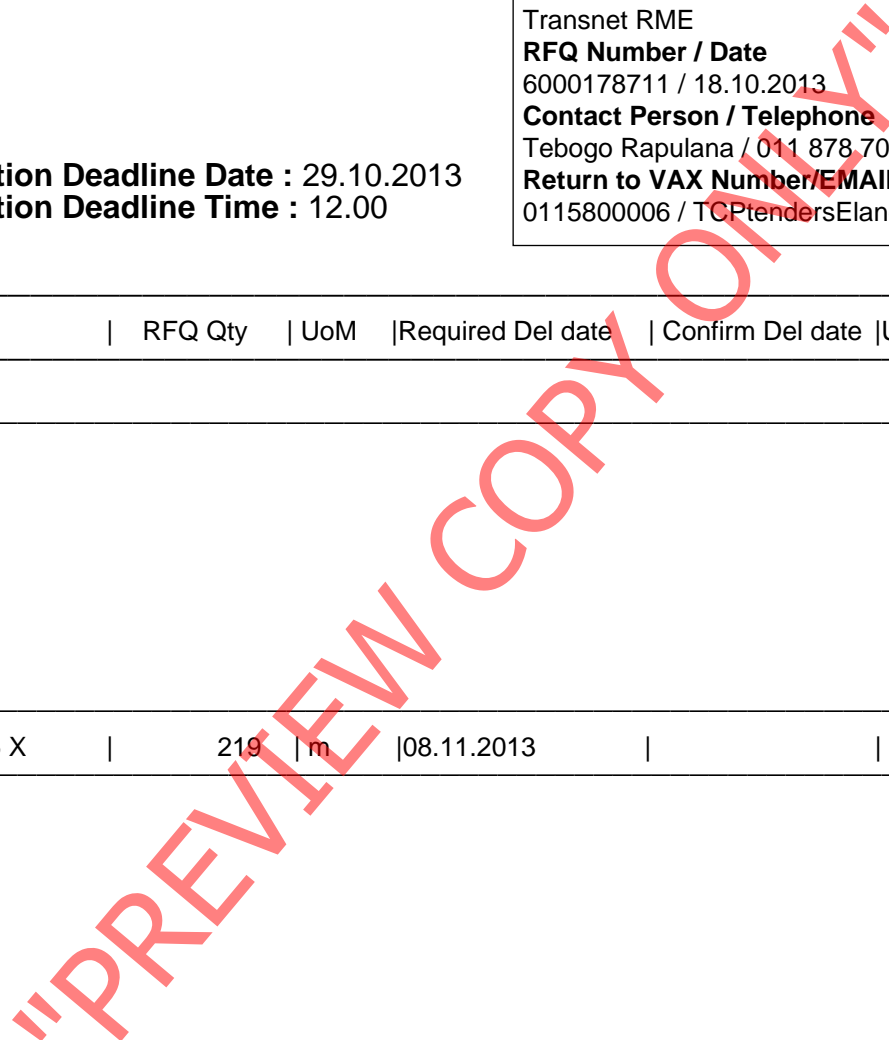 Transnet RME
RFQ Number / Date
6000178711 / 18.10.2013
Contact Person / Telephone
Tebogo Rapulana / 011 878 70
Return to VAX Number/EMAIL
0115800006 / TCPtendersElan
tion Deadline Date : 29.10.2013
tion Deadline Time : 12.00
| RFQ Qty | UoM |Required Del date | Confirm Del date |U
X | 219 | m |08.11.2013 | |
"PREVIEW COPY ONLY"